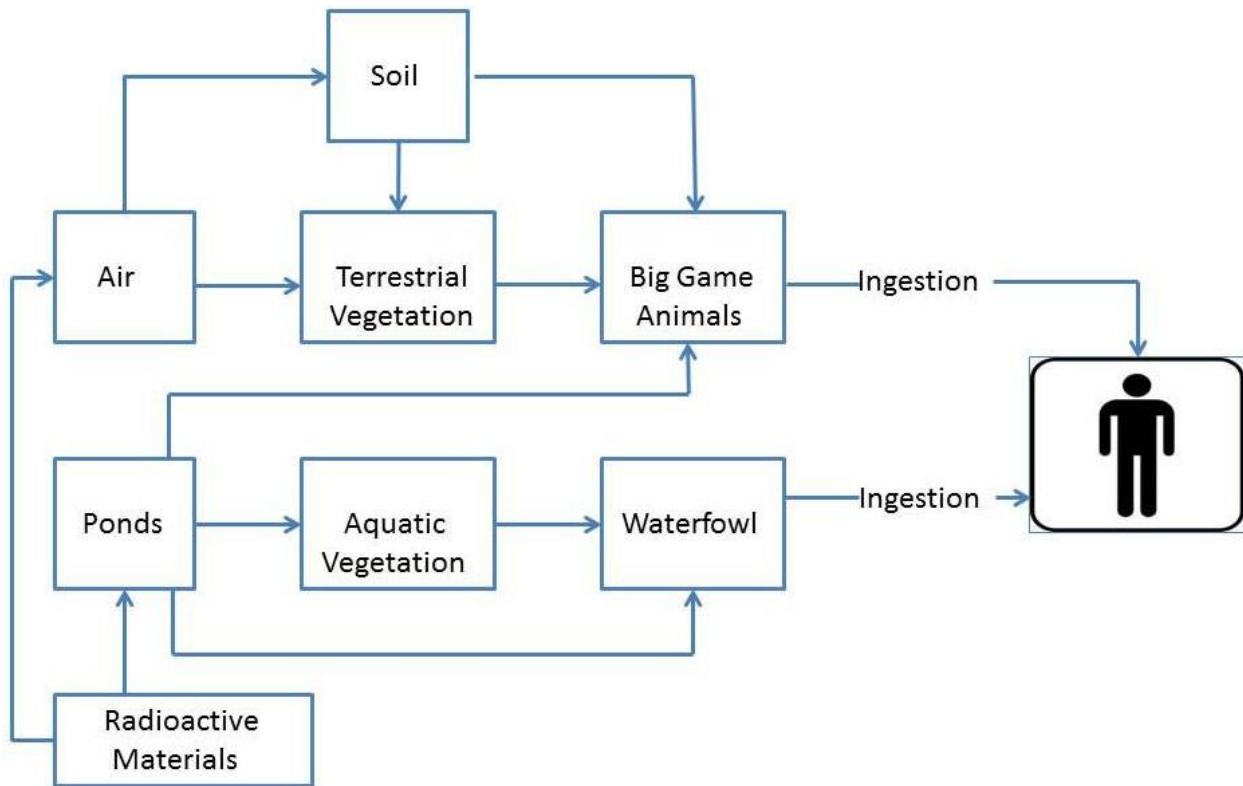 Soil
Air
Terrestrial
Vegetation
Big Game
Animals
Ingestion
Ponds
Aquatic
Vegetation
Waterfowl
Ingestion
Radioactive
Materials